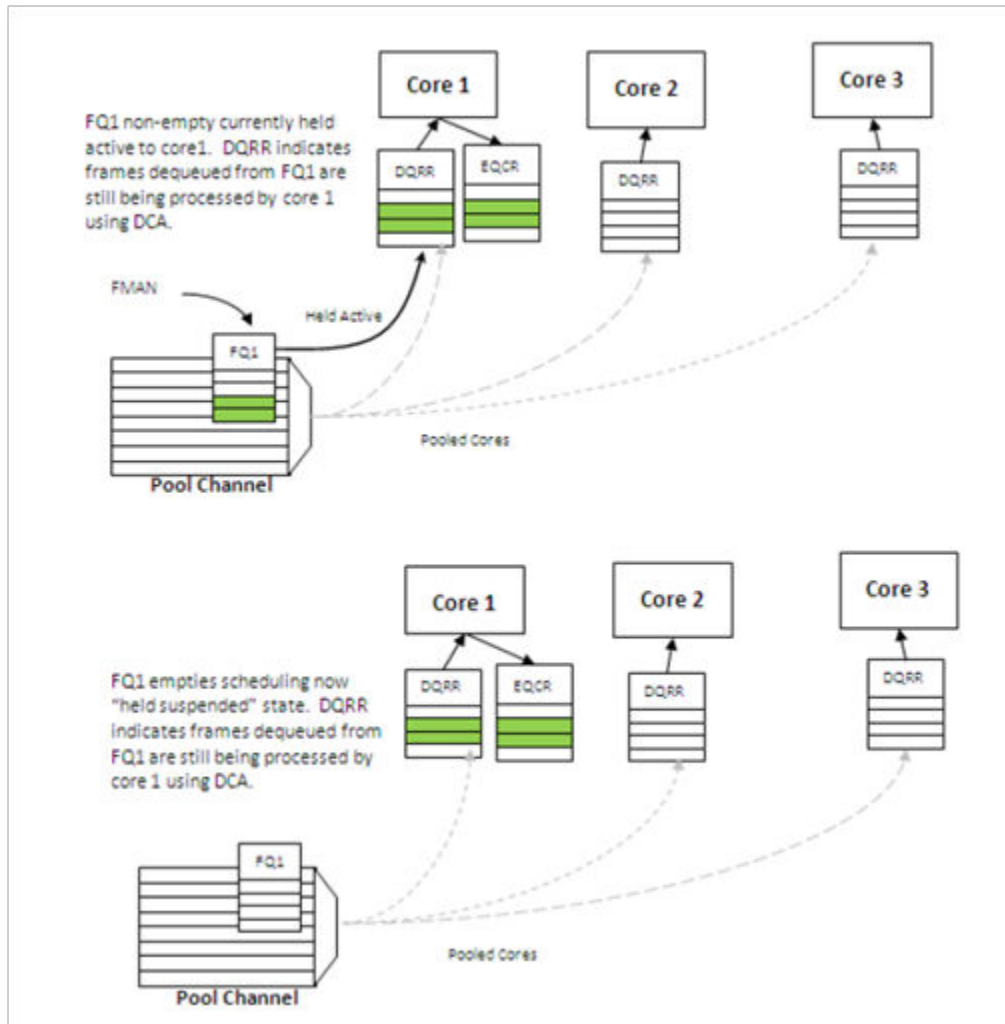 Core 1
Core 2
Core 3
FQ1 non-empty currently held
active to core1. DQRR indicates
frames dequeued from FQ1 are
still being processed by core 1
using DCA.
DQRR
EQCR
DQRR
DQRR
FMAN
Held Active
FQ1
Pooled Cores
Pool Channel
Core 1
Core 2
Core 3
FQ1 empties scheduling now
“held suspended” state. DQRR
indicates frames dequeued from
FQ1 are still being processed by
core 1 using DCA.
DQRR
EQCR
DQRR
DQRR
FQ1
Pooled Cores
Pool Channel